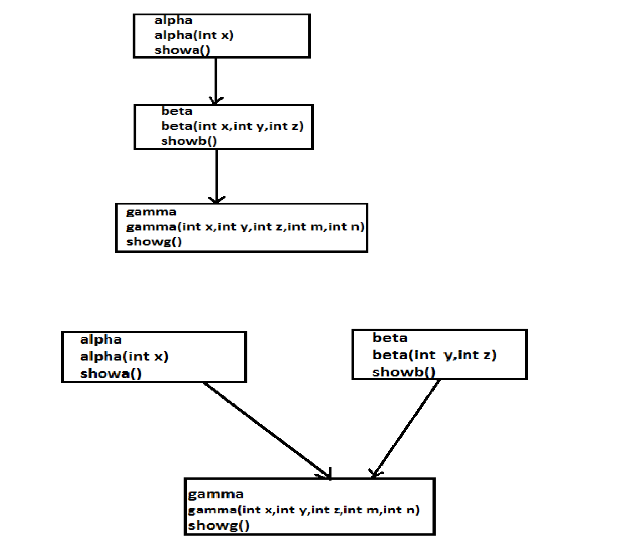 alpha
alpha(int x)
showa()
beta
beta(int x,int y,int z)
showb()
gamma
gamma(int x,int y,int z,int m,int n)
showg()
alpha
alpha(int x)
showa()
beta
beta(int y,int z)
showb()
gamma
gamma(int x,int y,int z,int m,int n)
showg()